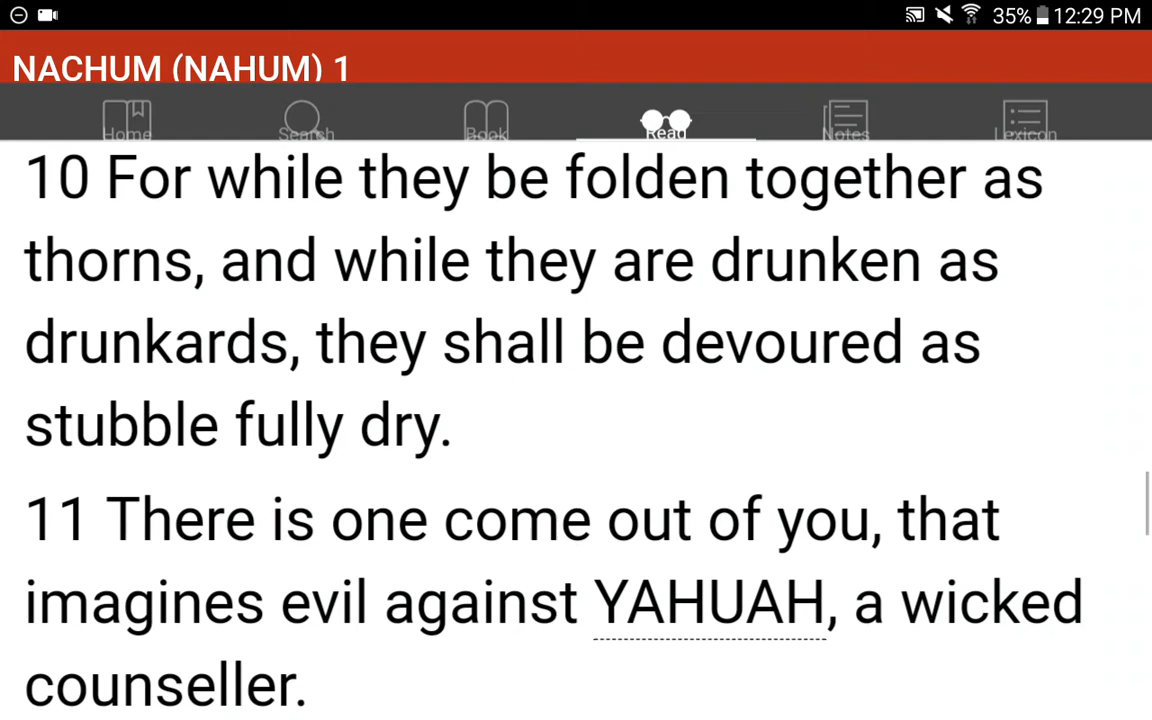 35% 12:29 PM
NACHUM (NAHUM) 1
Home Search Book Read Notes Lexicon
10 For while they be folden together as
thorns, and while they are drunken as
drunkards, they shall be devoured as
stubble fully dry.
11 There is one come out of you, that
imagines evil against YAHUAH, a wicked
counseller.